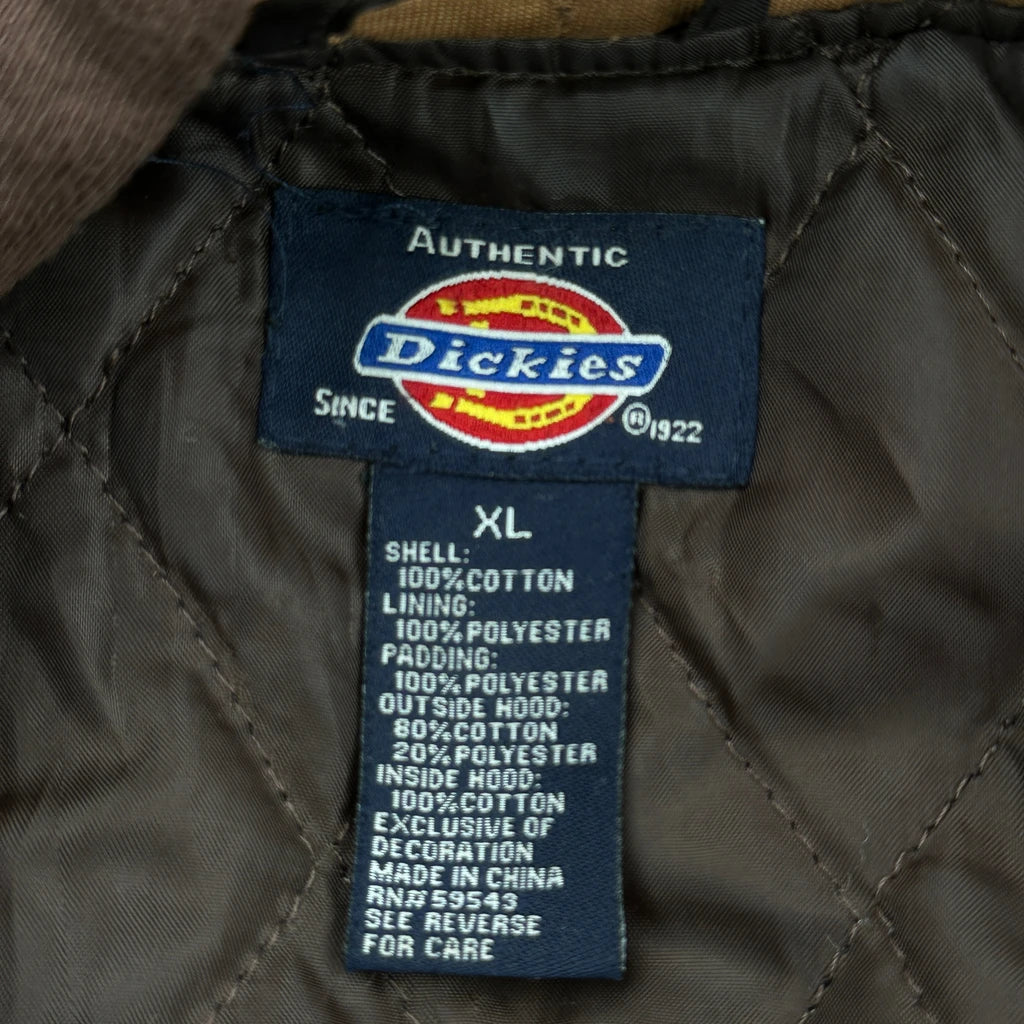 AUTHENTIC
Dickies
SINCE ® 1922
XL
SHELL:
100% COTTON
LINING:
100% POLYESTER
PADDING:
100% POLYESTER
OUTSIDE HOOD:
80% COTTON
20% POLYESTER
INSIDE HOOD:
100% COTTON
EXCLUSIVE OF
DECORATION
MADE IN CHINA
RN# 59543
SEE REVERSE
FOR CARE